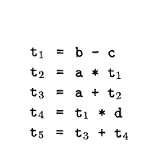 t₁ = b - c
t₂ = a * t₁
t₃ = a + t₂
t₄ = t₁ * d
t₅ = t₃ + t₄